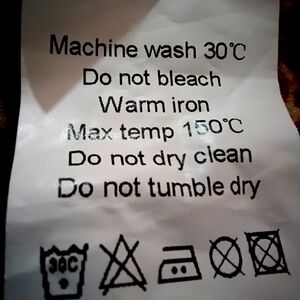 Machine wash 30℃
Do not bleach
Warm iron
Max temp 150℃
Do not dry clean
Do not tumble dry
30C